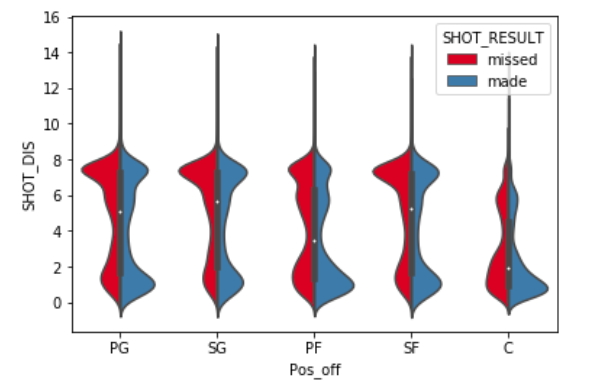 16
14
12
10
8
6
4
2
0
SHOT_DIS
SHOT_RESULT
missed
made
PG SG PF SF C
Pos_off